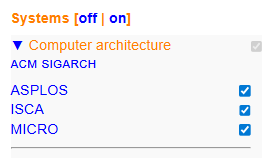 Systems [off | on]
▼ Computer architecture
ACM SIGARCH
ASPLOS
ISCA
MICRO